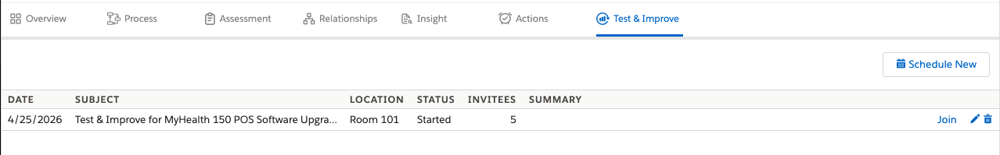 Overview Process Assessment Relationships Insight Actions Test & Improve
Schedule New
DATE SUBJECT LOCATION STATUS INVITEES SUMMARY
4/25/2026 Test & Improve for MyHealth 150 POS Software Upgra... Room 101 Started 5 Join